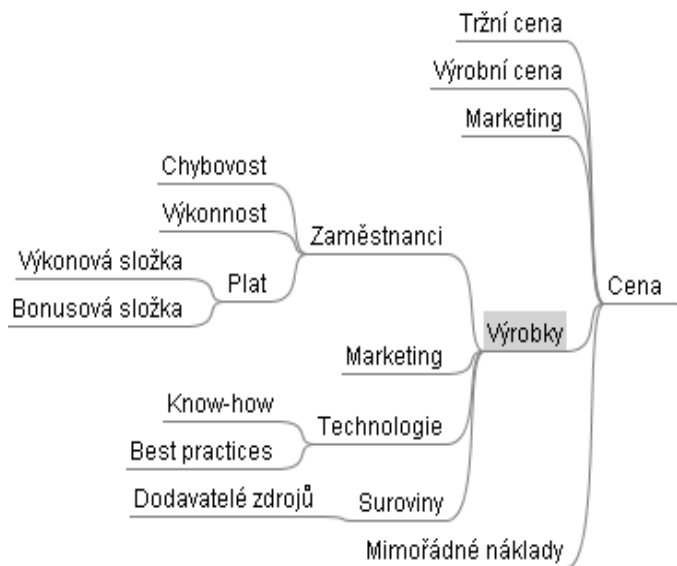 Tržní cena
Výrobní cena
Marketing
Chybovost
Výkonnost
Zaměstnanci
Výkonová složka
Plat
Bonusová složka
Cena
Výrobky
Marketing
Know-how
Technologie
Best practices
Dodavatelé zdrojů
Suroviny
Mimořádné náklady